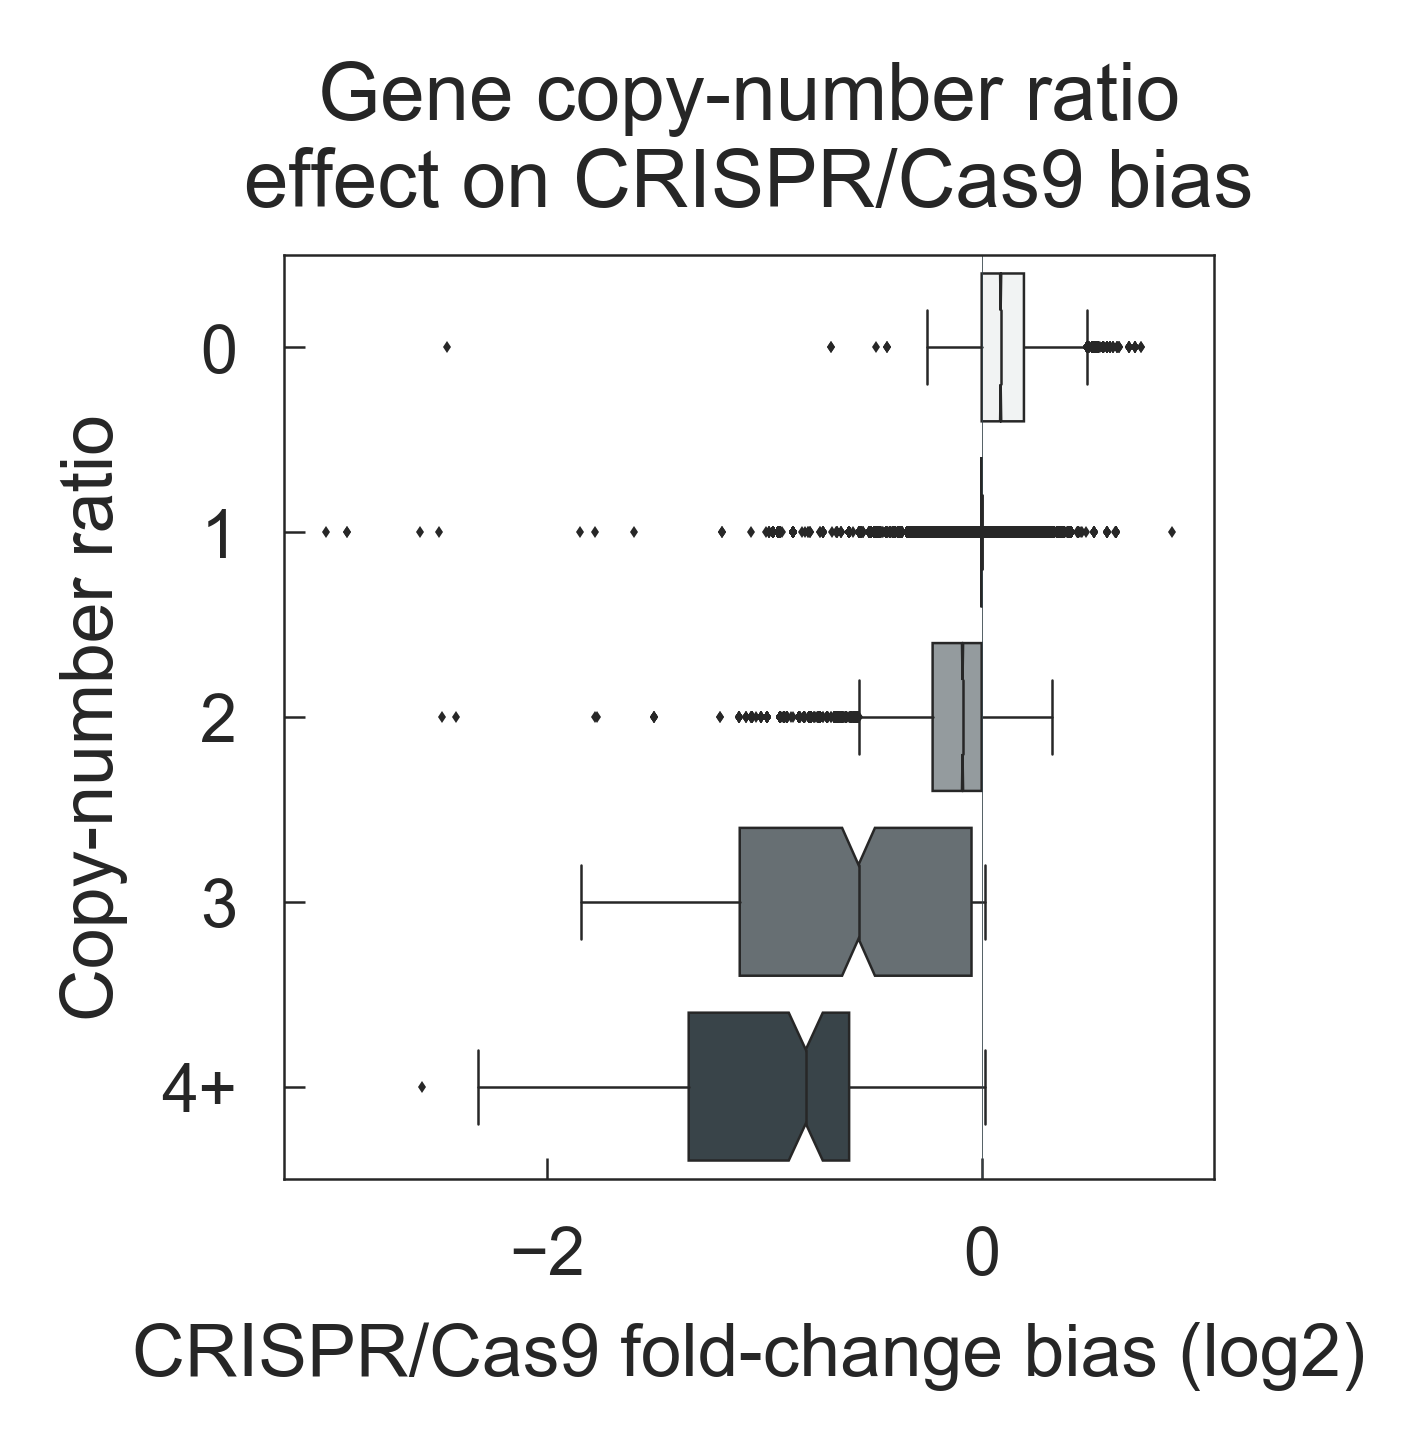 Gene copy-number ratio
effect on CRISPR/Cas9 bias
Copy-number ratio
0
1
2
3
4+
−2
0
CRISPR/Cas9 fold-change bias (log2)